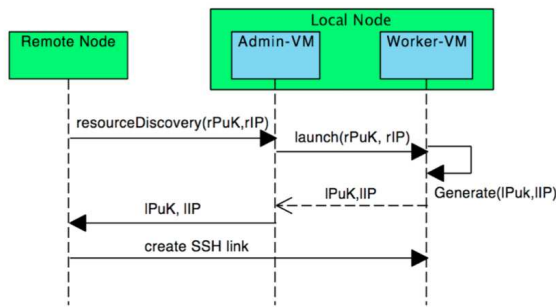 Local Node
Remote Node
Admin-VM
Worker-VM
resourceDiscovery(rPuK,rIP)
launch(rPuK, rIP)
Generate(lPuk,lIP)
lPuK,lIP
lPuK, lIP
create SSH link